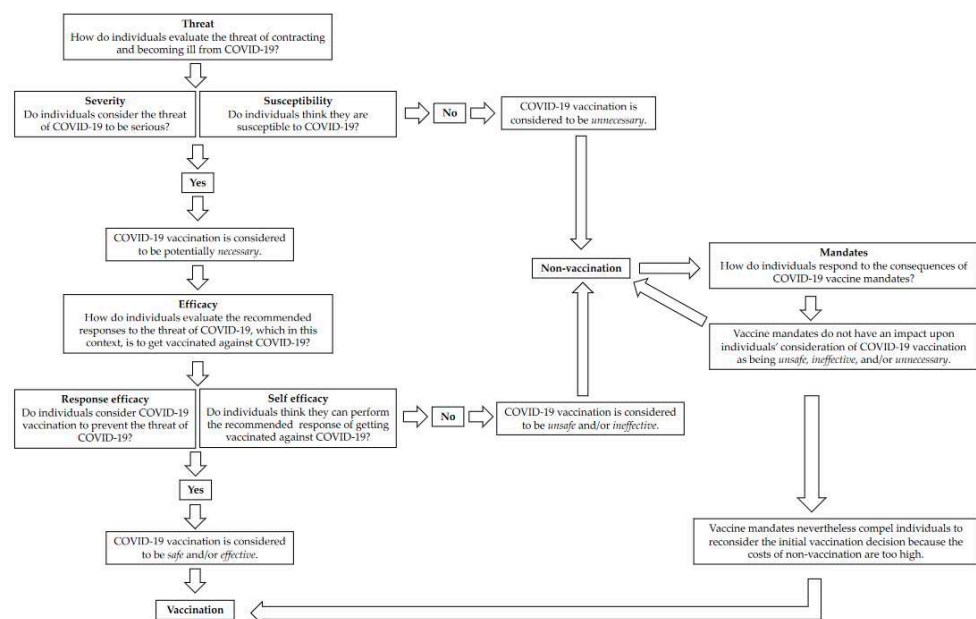 Threat
How do individuals evaluate the threat of contracting
and becoming ill from COVID-19?
Severity
Do individuals consider the threat
of COVID-19 to be serious?
Susceptibility
Do individuals think they are
susceptible to COVID-19?
No
COVID-19 vaccination is
considered to be unnecessary.
Yes
COVID-19 vaccination is considered
to be potentially necessary.
Non-vaccination
Mandates
How do individuals respond to the consequences of
COVID-19 vaccine mandates?
Efficacy
How do individuals evaluate the recommended
responses to the threat of COVID-19, which in this
context, is to get vaccinated against COVID-19?
Vaccine mandates do not have an impact upon
individuals' consideration of COVID-19 vaccination
as being unsafe, ineffective, and/or unnecessary.
Response efficacy
Do individuals consider COVID-19
vaccination to prevent the threat of
COVID-19?
Self efficacy
Do individuals think they can perform
the recommended response of getting
vaccinated against COVID-19?
No
COVID-19 vaccination is considered
to be unsafe and/or ineffective.
Yes
COVID-19 vaccination is considered
to be safe and/or effective.
Vaccine mandates nevertheless compel individuals to
reconsider the initial vaccination decision because the
costs of non-vaccination are too high.
Vaccination